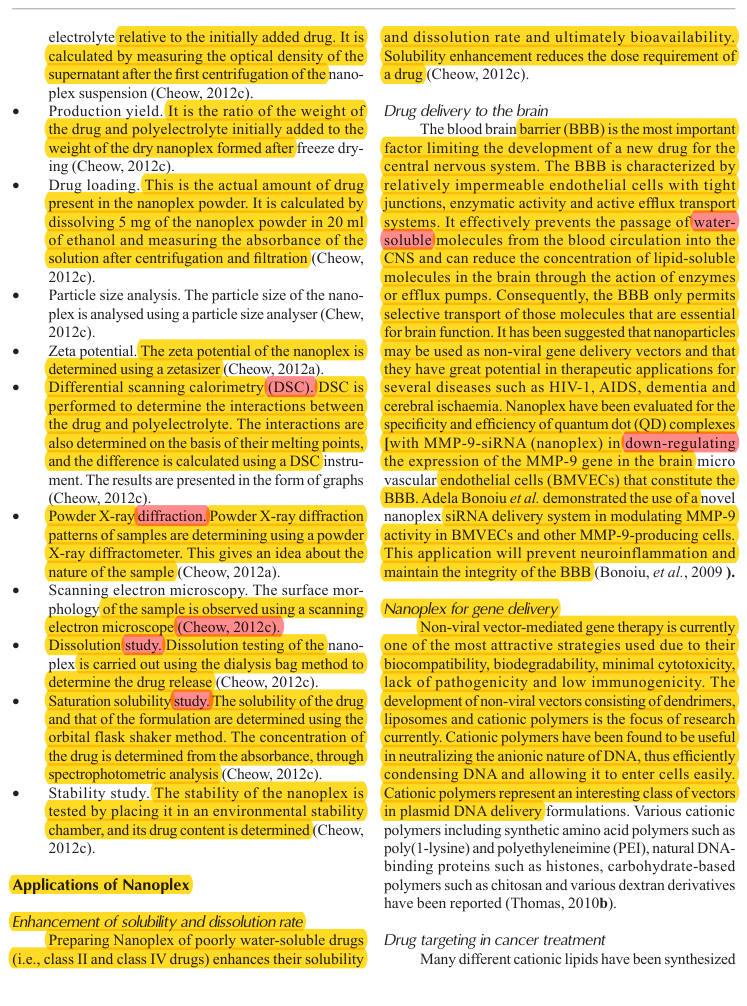 electrolyte relative to the initially added drug. It is
calculated by measuring the optical density of the
supernatant after the first centrifugation of the nano-
plex suspension (Cheow, 2012c).
• Production yield. It is the ratio of the weight of
the drug and polyelectrolyte initially added to the
weight of the dry nanoplex formed after freeze dry-
ing (Cheow, 2012c).
• Drug loading. This is the actual amount of drug
present in the nanoplex powder. It is calculated by
dissolving 5 mg of the nanoplex powder in 20 ml
of ethanol and measuring the absorbance of the
solution after centrifugation and filtration (Cheow,
2012c).
• Particle size analysis. The particle size of the nano-
plex is analysed using a particle size analyser (Chew,
2012c).
• Zeta potential. The zeta potential of the nanoplex is
determined using a zetasizer (Cheow, 2012a).
• Differential scanning calorimetry (DSC). DSC is
performed to determine the interactions between
the drug and polyelectrolyte. The interactions are
also determined on the basis of their melting points,
and the difference is calculated using a DSC instru-
ment. The results are presented in the form of graphs
(Cheow, 2012c).
• Powder X-ray diffraction. Powder X-ray diffraction
patterns of samples are determining using a powder
X-ray diffractometer. This gives an idea about the
nature of the sample (Cheow, 2012a).
• Scanning electron microscopy. The surface mor-
phology of the sample is observed using a scanning
electron microscope (Cheow, 2012c).
• Dissolution study. Dissolution testing of the nano-
plex is carried out using the dialysis bag method to
determine the drug release (Cheow, 2012c).
• Saturation solubility study. The solubility of the drug
and that of the formulation are determined using the
orbital flask shaker method. The concentration of
the drug is determined from the absorbance, through
spectrophotometric analysis (Cheow, 2012c).
• Stability study. The stability of the nanoplex is
tested by placing it in an environmental stability
chamber, and its drug content is determined (Cheow,
2012c).
Applications of Nanoplex
Enhancement of solubility and dissolution rate
Preparing Nanoplex of poorly water-soluble drugs
(i.e., class II and class IV drugs) enhances their solubility
and dissolution rate and ultimately bioavailability.
Solubility enhancement reduces the dose requirement of
a drug (Cheow, 2012c).
Drug delivery to the brain
The blood brain barrier (BBB) is the most important
factor limiting the development of a new drug for the
central nervous system. The BBB is characterized by
relatively impermeable endothelial cells with tight
junctions, enzymatic activity and active efflux transport
systems. It effectively prevents the passage of water-
soluble molecules from the blood circulation into the
CNS and can reduce the concentration of lipid-soluble
molecules in the brain through the action of enzymes
or efflux pumps. Consequently, the BBB only permits
selective transport of those molecules that are essential
for brain function. It has been suggested that nanoparticles
may be used as non-viral gene delivery vectors and that
they have great potential in therapeutic applications for
several diseases such as HIV-1, AIDS, dementia and
cerebral ischaemia. Nanoplex have been evaluated for the
specificity and efficiency of quantum dot (QD) complexes
[with MMP-9-siRNA (nanoplex) in down-regulating
the expression of the MMP-9 gene in the brain micro
vascular endothelial cells (BMVECs) that constitute the
BBB. Adela Bonoiu et al. demonstrated the use of a novel
nanoplex siRNA delivery system in modulating MMP-9
activity in BMVECs and other MMP-9-producing cells.
This application will prevent neuroinflammation and
maintain the integrity of the BBB (Bonoiu, et al., 2009 ).
Nanoplex for gene delivery
Non-viral vector-mediated gene therapy is currently
one of the most attractive strategies used due to their
biocompatibility, biodegradability, minimal cytotoxicity,
lack of pathogenicity and low immunogenicity. The
development of non-viral vectors consisting of dendrimers,
liposomes and cationic polymers is the focus of research
currently. Cationic polymers have been found to be useful
in neutralizing the anionic nature of DNA, thus efficiently
condensing DNA and allowing it to enter cells easily.
Cationic polymers represent an interesting class of vectors
in plasmid DNA delivery formulations. Various cationic
polymers including synthetic amino acid polymers such as
poly(1-lysine) and polyethyleneimine (PEI), natural DNA-
binding proteins such as histones, carbohydrate-based
polymers such as chitosan and various dextran derivatives
have been reported (Thomas, 2010b).
Drug targeting in cancer treatment
Many different cationic lipids have been synthesized